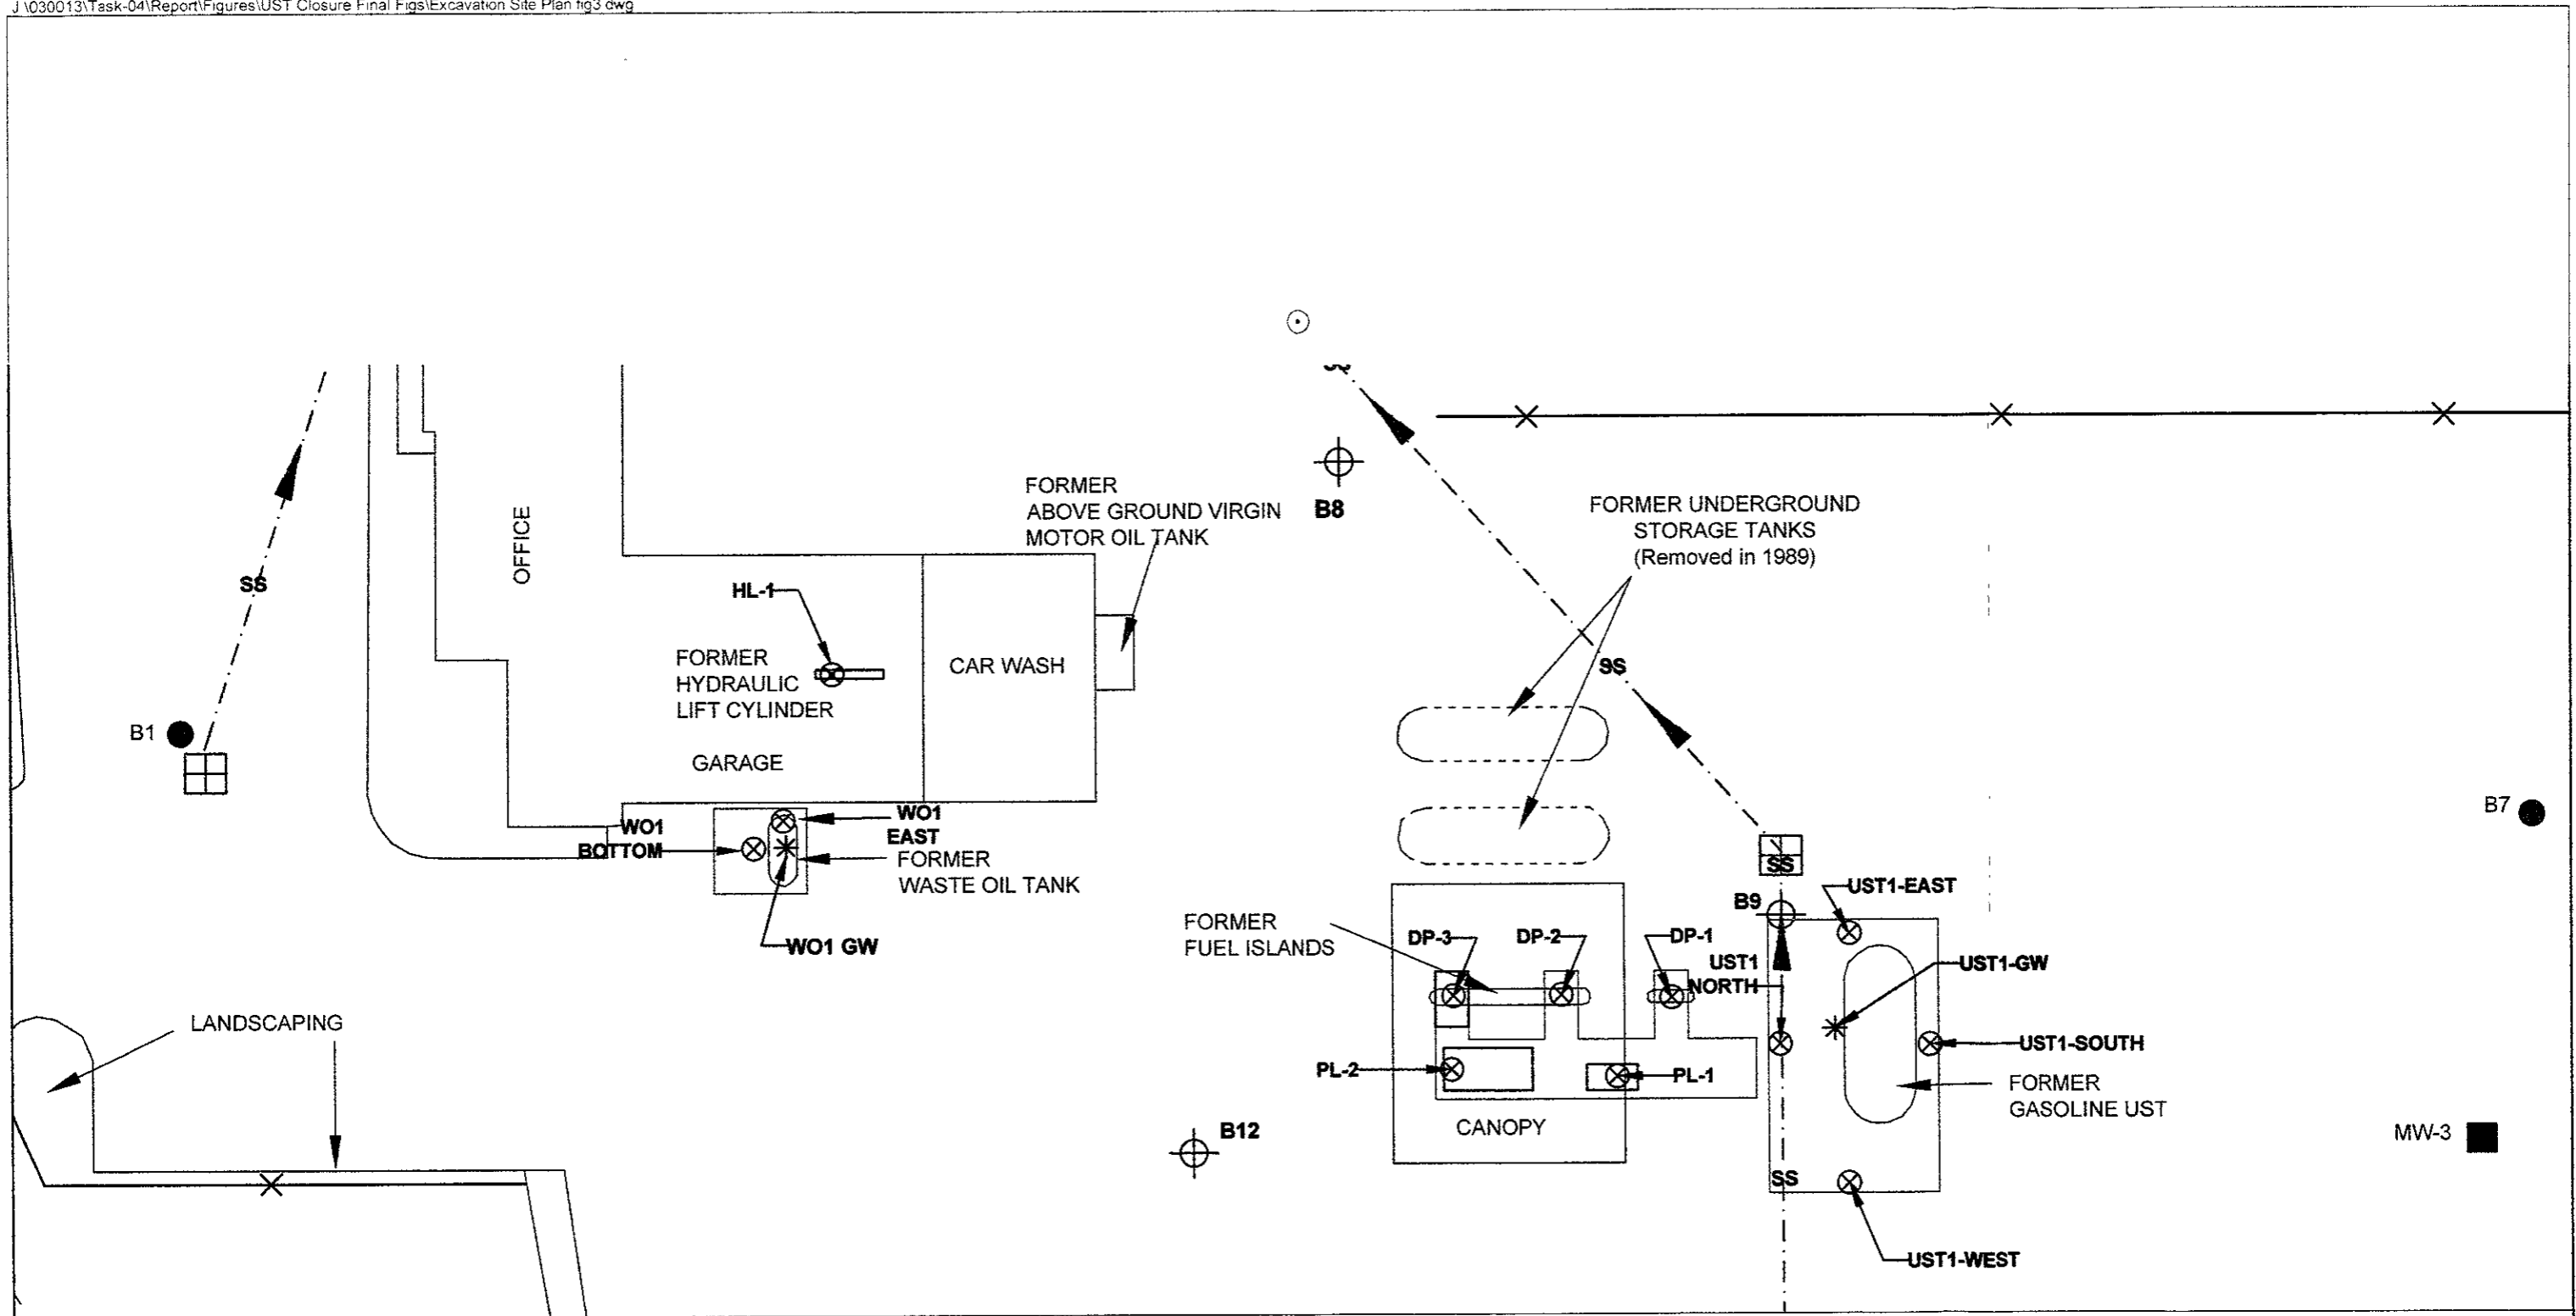 J:\030013\Task-04\Report\Figures\UST Closure Final Figs\Excavation Site Plan fig3.dwg
SS
OFFICE
FORMER
ABOVE GROUND VIRGIN
MOTOR OIL TANK
B8
FORMER UNDERGROUND
STORAGE TANKS
(Removed in 1989)
HL-1
FORMER
HYDRAULIC
LIFT CYLINDER
CAR WASH
SS
B1
GARAGE
B7
WO1
BOTTOM
WO1
EAST
FORMER
WASTE OIL TANK
SS
B9
UST1-EAST
WO1 GW
FORMER
FUEL ISLANDS
DP-3
DP-2
DP-1
UST1
NORTH
UST1-GW
LANDSCAPING
UST1-SOUTH
PL-2
PL-1
FORMER
GASOLINE UST
CANOPY
B12
MW-3
SS
UST1-WEST